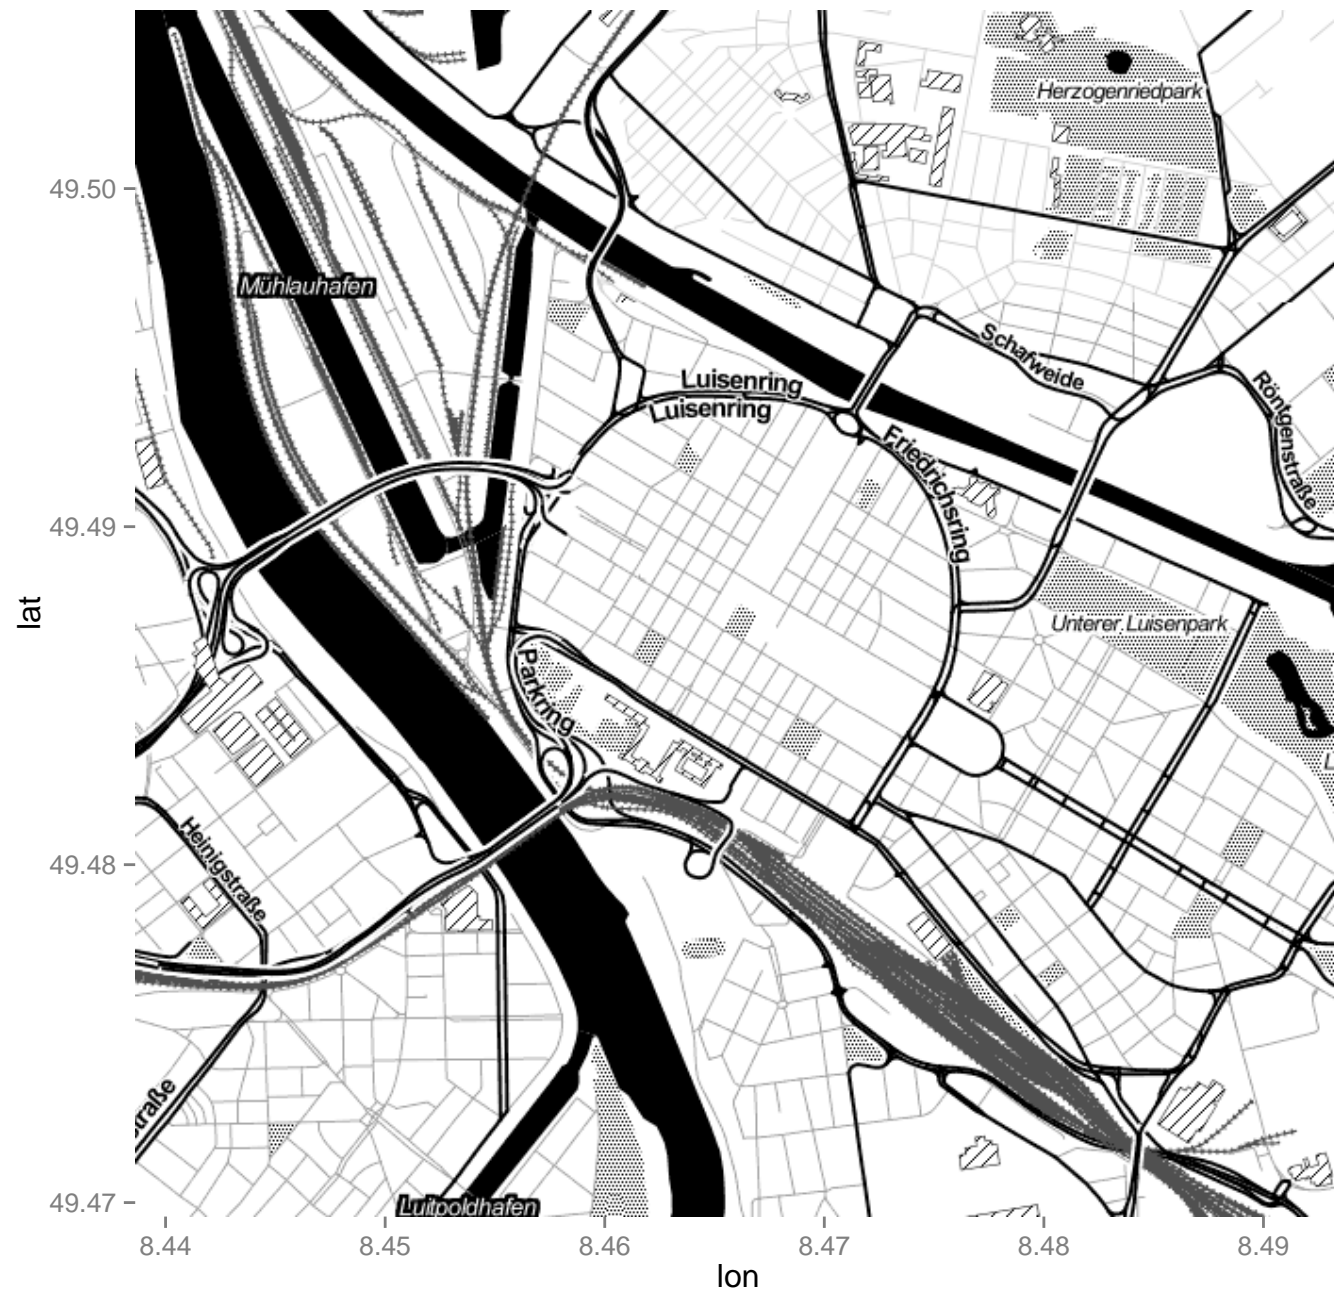 Herzogenriedpark
49.50
Mühlauhafen
Schafweide
Luisenring
Luisenring
Röntgenstraße
Friedrichsring
49.49
lat
Unterer Luisenpark
Parkring
L
Heinigstraße
49.48
straße
49.47
Luitpoldhafen
8.44
8.45
8.46
8.47
8.48
8.49
lon